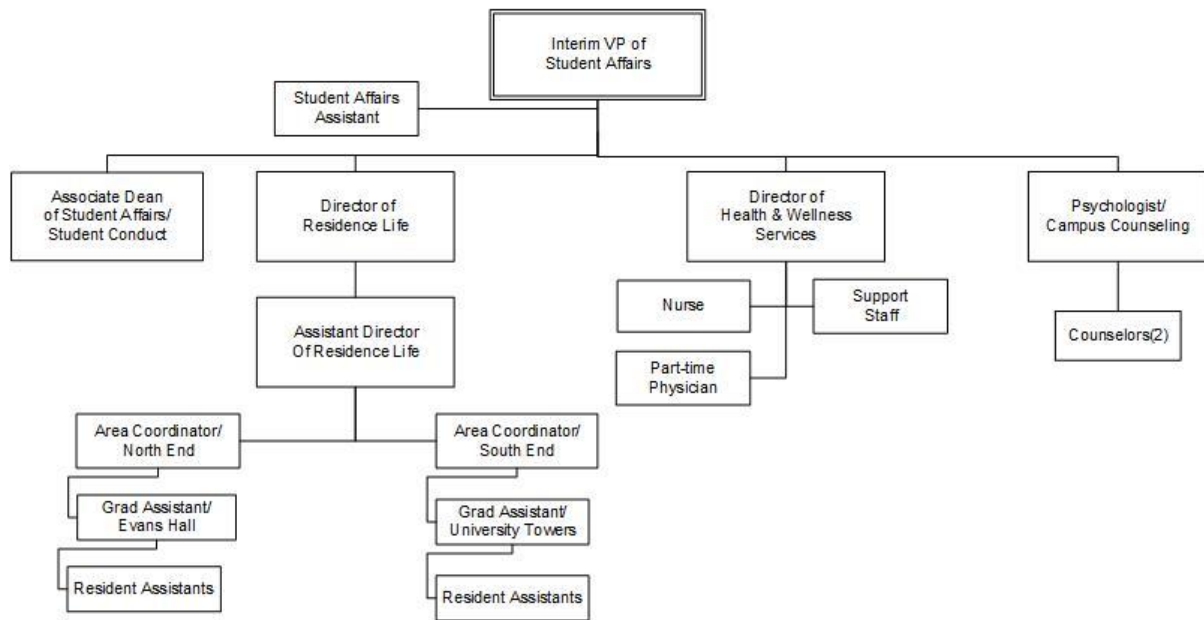 Interim VP of
Student Affairs
Student Affairs
Assistant
Associate Dean
of Student Affairs/
Student Conduct
Director of
Residence Life
Director of
Health & Wellness
Services
Psychologist/
Campus Counseling
Nurse
Support
Staff
Part-time
Physician
Counselors(2)
Assistant Director
Of Residence Life
Area Coordinator/
North End
Area Coordinator/
South End
Grad Assistant/
Evans Hall
Grad Assistant/
University Towers
Resident Assistants
Resident Assistants